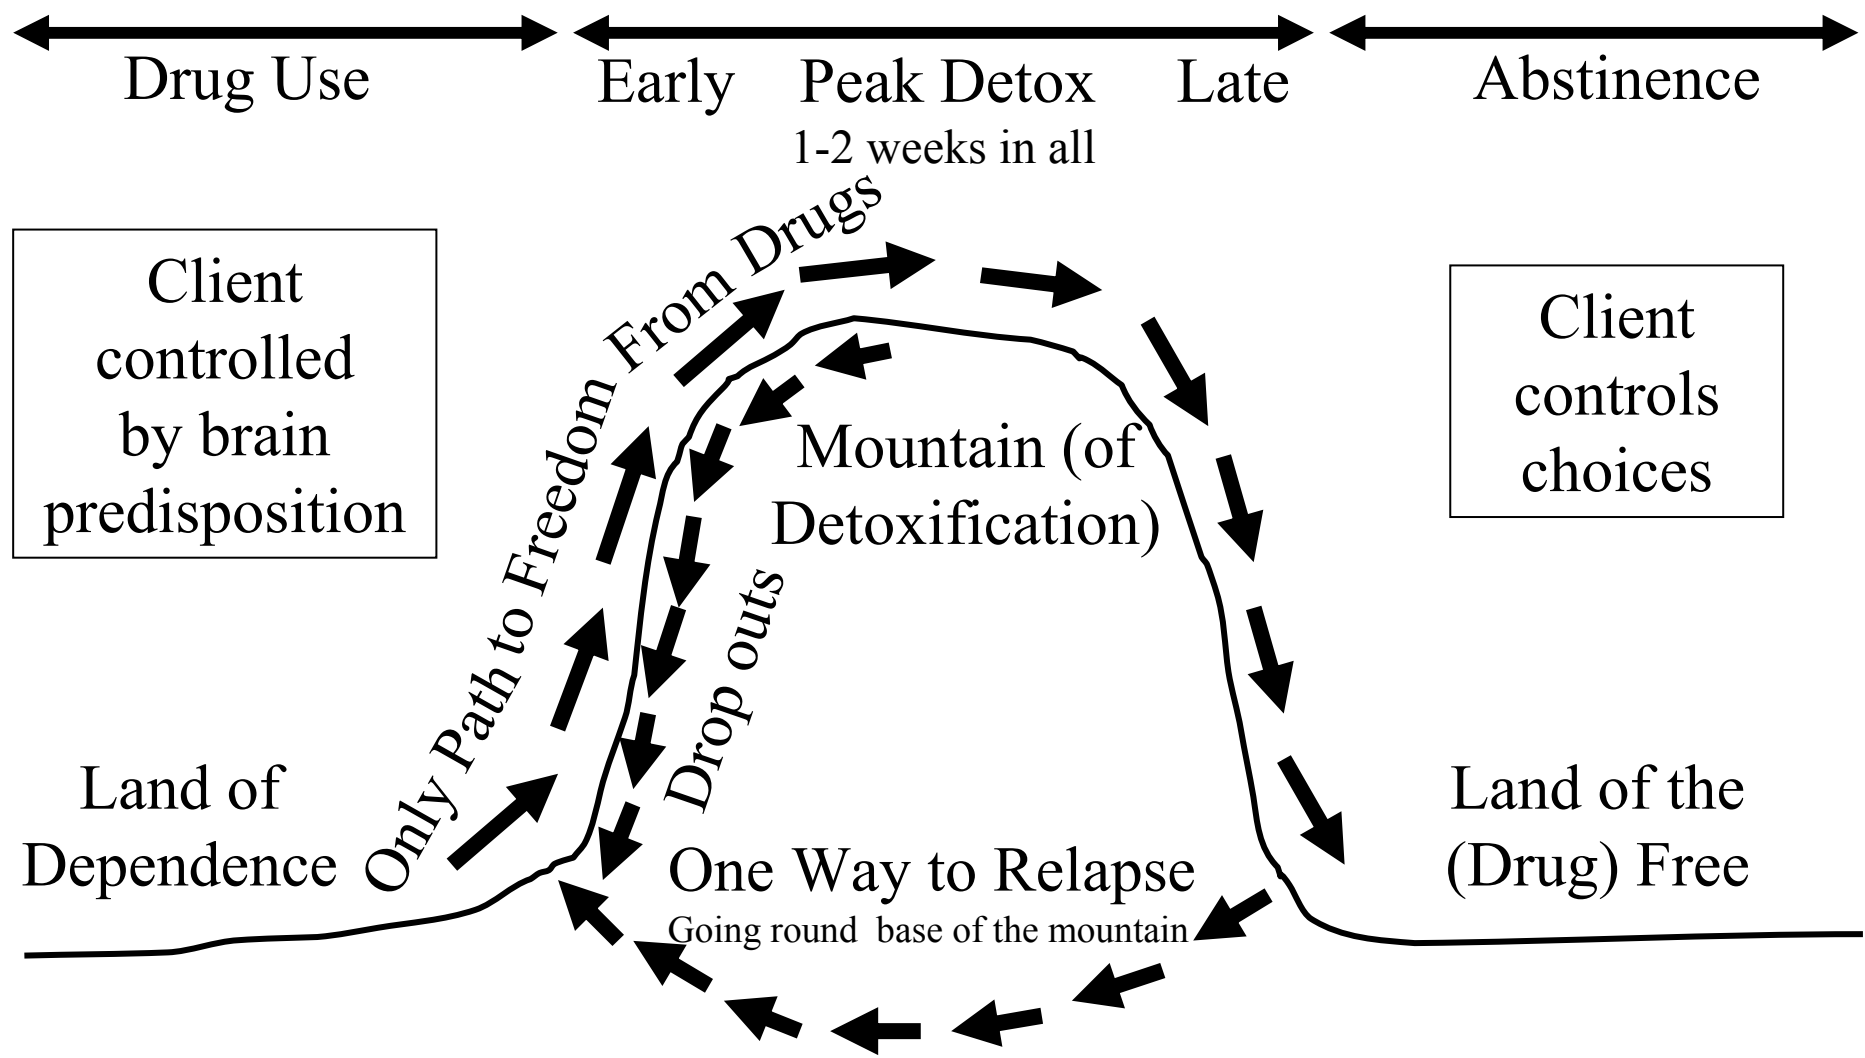 Drug Use
Early Peak Detox Late
Abstinence
1-2 weeks in all
Client
controlled
by brain
predisposition
Only Path to Freedom From Drugs
Client
controls
choices
Mountain (of
Detoxification)
Drop outs
Land of
Dependence
Land of the
(Drug) Free
One Way to Relapse
Going round base of the mountain